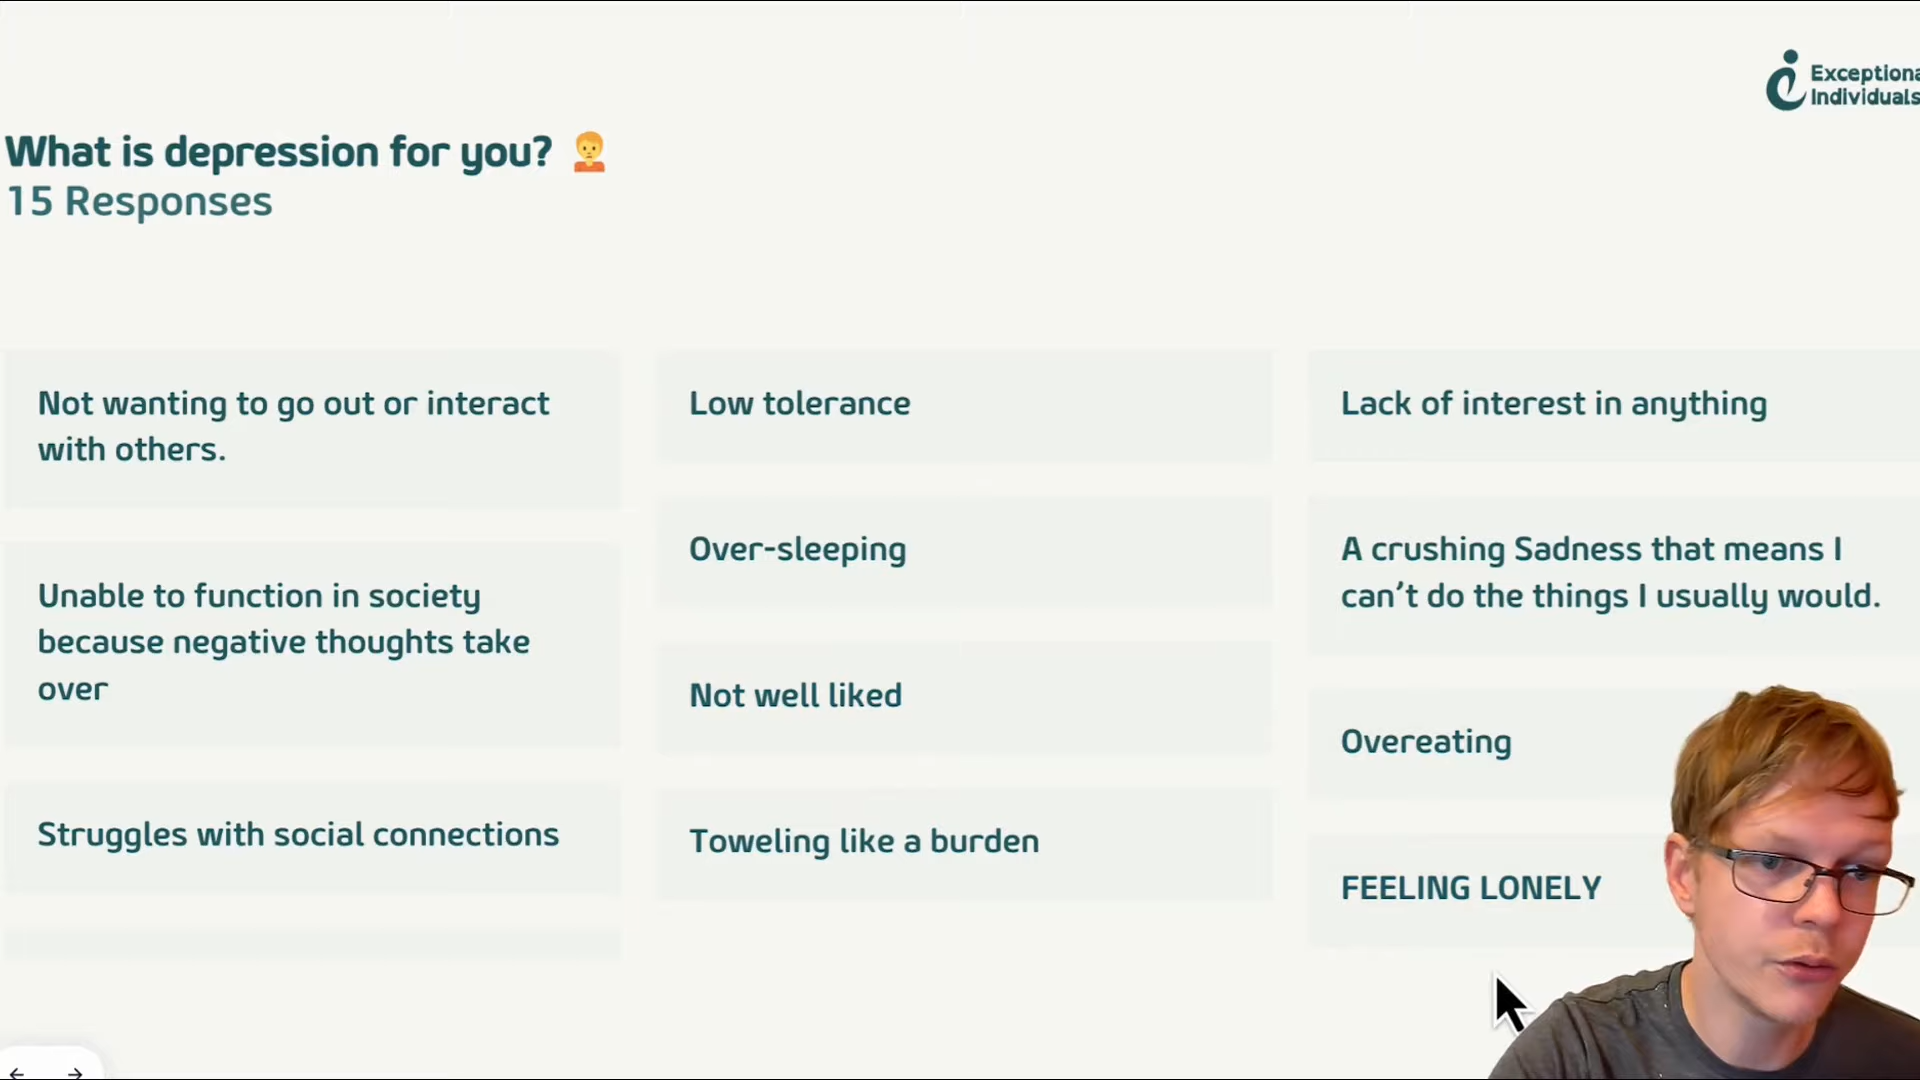 Exceptiona
Individuals
What is depression for you?
15 Responses
Not wanting to go out or interact
with others.
Unable to function in society
because negative thoughts take
over
Struggles with social connections
Low tolerance
Over-sleeping
Not well liked
Toweling like a burden
Lack of interest in anything
A crushing Sadness that means I
can’t do the things I usually would.
Overeating
FEELING LONELY